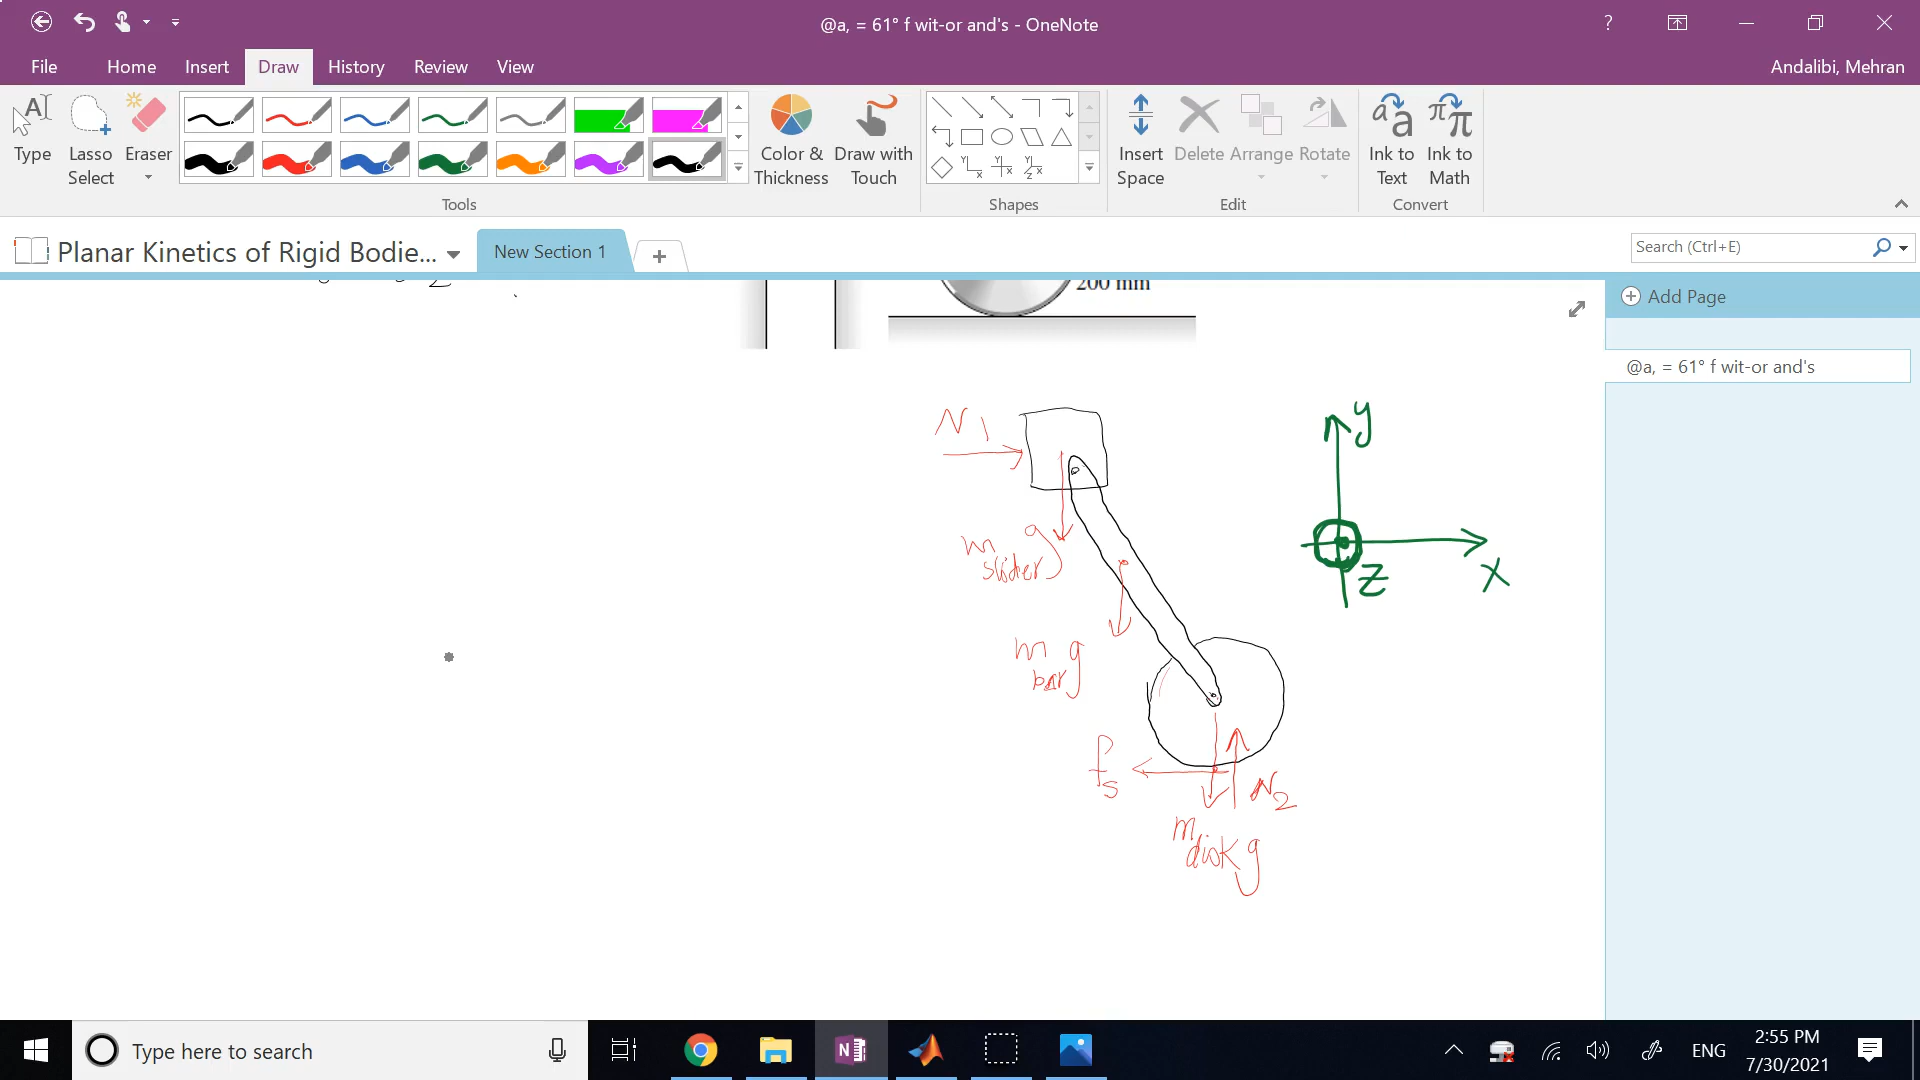 @a, = 61° f wit-or and's - OneNote
?
File
Home
Insert
Draw
History
Review
View
Andalibi, Mehran
Type
Lasso Select
Eraser
Color & Thickness
Draw with Touch
Insert Space
Delete
Arrange
Rotate
Ink to Text
Ink to Math
Tools
Shapes
Edit
Convert
Planar Kinetics of Rigid Bodie...
New Section 1
Search (Ctrl+E)
200 mm
Add Page
@a, = 61° f wit-or and's
N1
m slider g
m bar g
fs
N2
m disk g
y
x
z
Type here to search
ENG
2:55 PM
7/30/2021